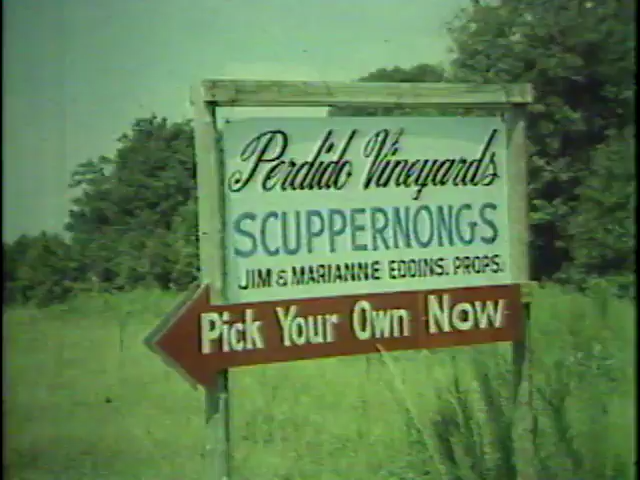 Perdido Vineyards
SCUPPERNONGS
JIM & MARIANNE EDDINS. PROPS.
Pick Your Own Now